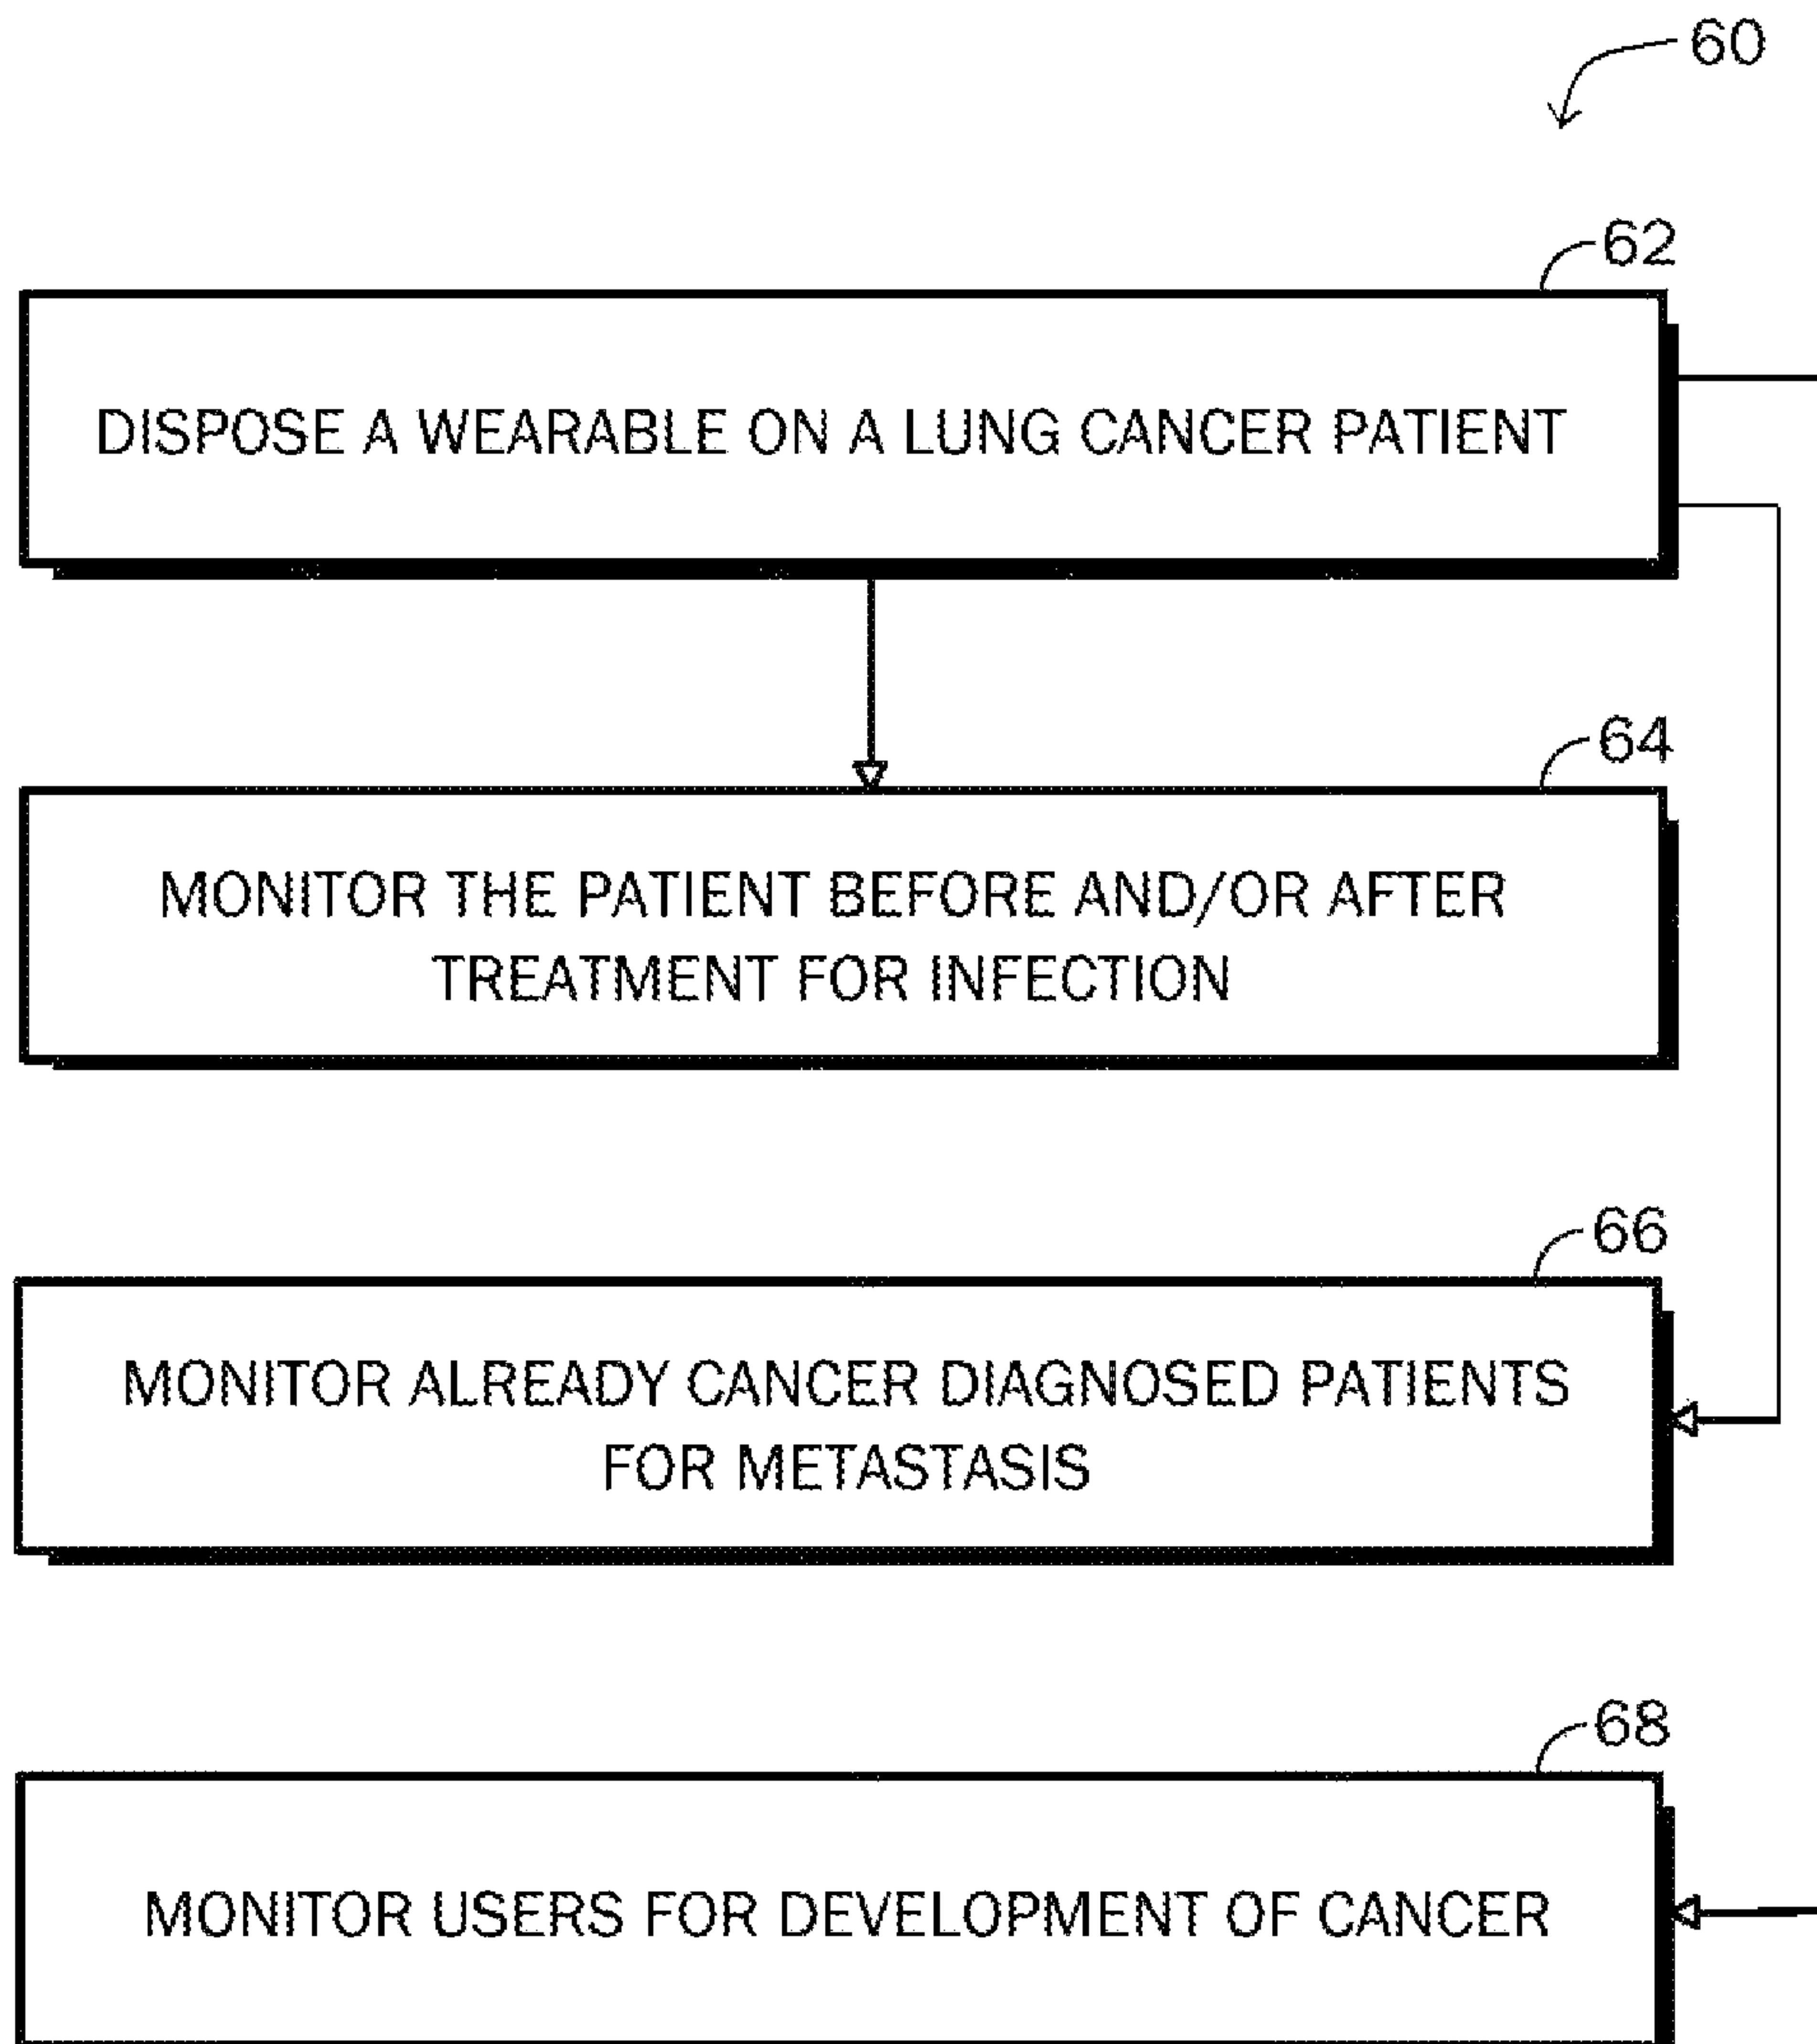 60
62
DISPOSE A WEARABLE ON A LUNG CANCER PATIENT
64
MONITOR THE PATIENT BEFORE AND/OR AFTER
TREATMENT FOR INFECTION
66
MONITOR ALREADY CANCER DIAGNOSED PATIENTS
FOR METASTASIS
68
MONITOR USERS FOR DEVELOPMENT OF CANCER